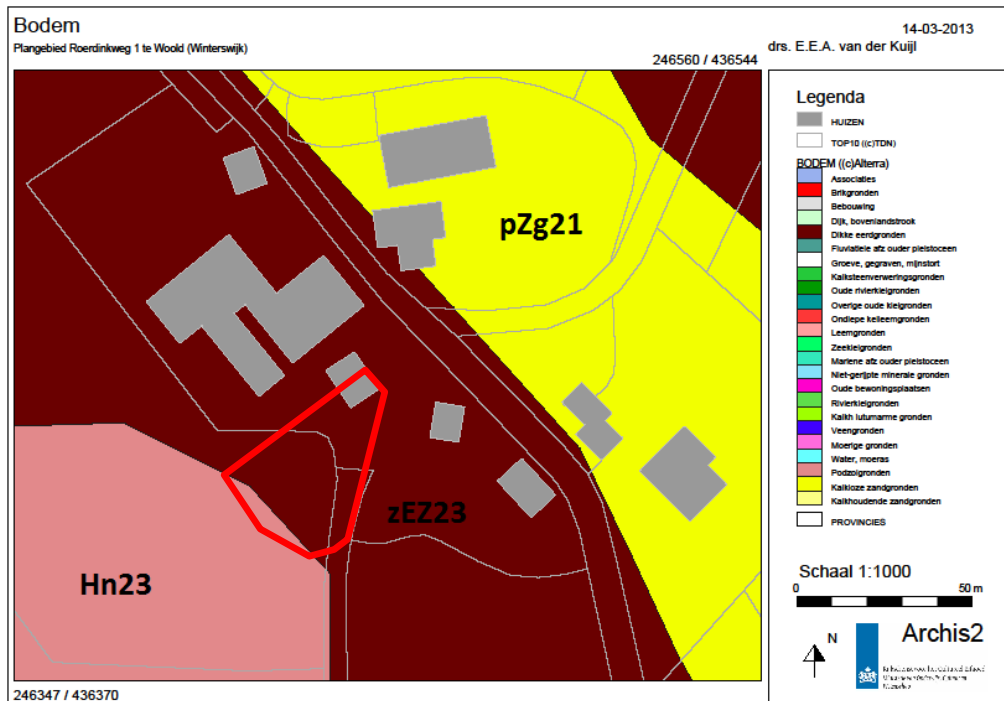 Bodem
Plangebied Roerdinkweg 1 te Woold (Winterswijk)
14-03-2013
drs. E.E.A. van der Kuijl
246560 / 436544
pZg21
zEZ23
Hn23
246347 / 436370
Legenda
HUIZEN
TOP10 ((c)TDN)
BODEM ((c)Alterra)
Associaties
Brikgronden
Bebouwing
Dijk, bovenlandstrook
Dikke eerdgronden
Fluviatiele afz ouder pleistoceen
Groeve, gegraven, mijnstort
Kalksteenverweringsgronden
Oude rivierkleigronden
Overige oude kleigronden
Ondiepe keileemgronden
Leemgronden
Zeekleigronden
Mariene afz ouder pleistoceen
Niet-gerijpte minerale gronden
Oude bewoningsplaatsen
Rivierkleigronden
Kalkh lutumarme gronden
Veengronden
Moerige gronden
Water, moeras
Podzolgronden
Kalkloze zandgronden
Kalkhoudende zandgronden
PROVINCIES
Schaal 1:1000
0 50 m
N
Archis2